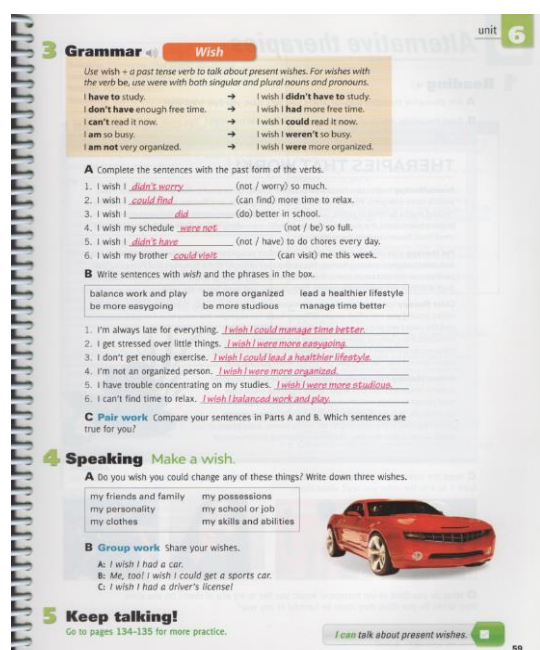 unit 6
3 Grammar Wish
Use wish + a past tense verb to talk about present wishes. For wishes with
the verb be, use were with both singular and plural nouns and pronouns.
I have to study. → I wish I didn't have to study.
I don't have enough free time. → I wish I had more free time.
I can't read it now. → I wish I could read it now.
I am so busy. → I wish I weren't so busy.
I am not very organized. → I wish I were more organized.
A Complete the sentences with the past form of the verbs.
1. I wish I didn't worry (not / worry) so much.
2. I wish I could find (can find) more time to relax.
3. I wish I did (do) better in school.
4. I wish my schedule were not (not / be) so full.
5. I wish I didn't have (not / have) to do chores every day.
6. I wish my brother could visit (can visit) me this week.
B Write sentences with wish and the phrases in the box.
balance work and play be more organized lead a healthier lifestyle
be more easygoing be more studious manage time better
1. I'm always late for everything. I wish I could manage time better.
2. I get stressed over little things. I wish I were more easygoing.
3. I don't get enough exercise. I wish I could lead a healthier lifestyle.
4. I'm not an organized person. I wish I were more organized.
5. I have trouble concentrating on my studies. I wish I were more studious.
6. I can't find time to relax. I wish I balanced work and play.
C Pair work Compare your sentences in Parts A and B. Which sentences are
true for you?
4 Speaking Make a wish.
A Do you wish you could change any of these things? Write down three wishes.
my friends and family my possessions
my personality my school or job
my clothes my skills and abilities
B Group work Share your wishes.
A: I wish I had a car.
B: Me, too! I wish I could get a sports car.
C: I wish I had a driver's license!
5 Keep talking!
Go to pages 134–135 for more practice.
I can talk about present wishes.
59